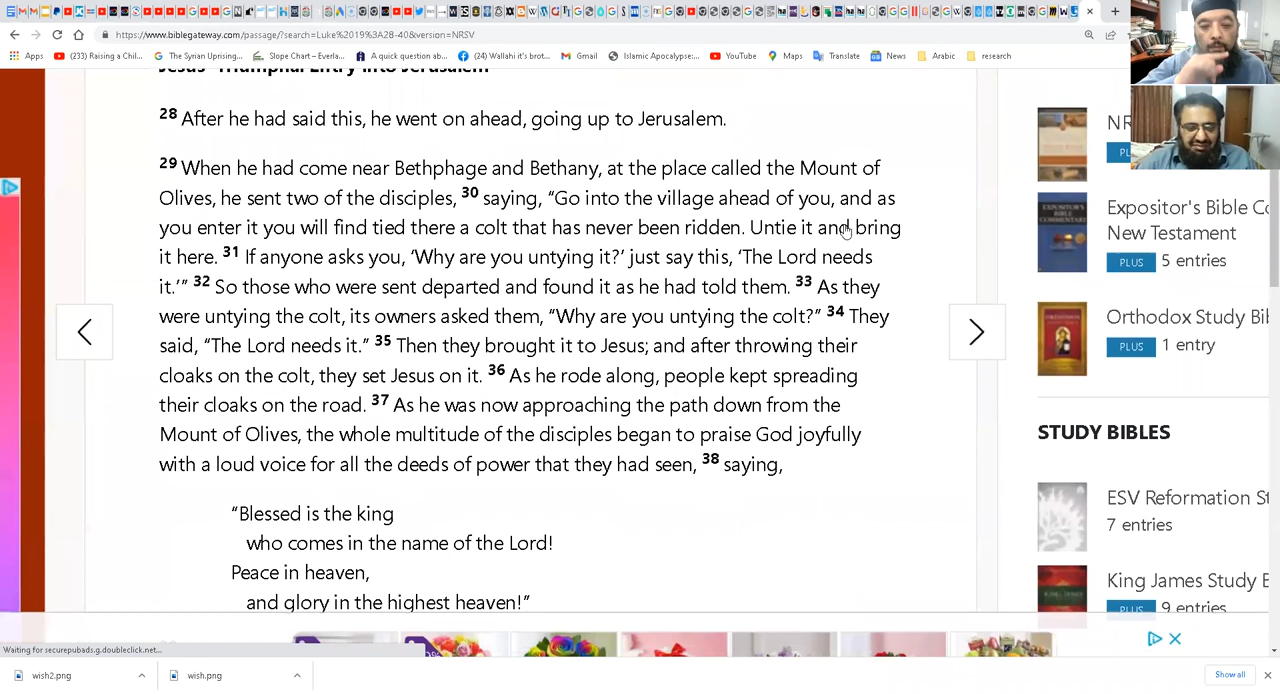 https://www.biblegateway.com/passage/?search=Luke%2019%3A28-40&version=NRSV
Apps
(233) Raising a Chil...
The Syrian Uprising,...
Slope Chart - Everla...
A quick question ab...
(24) Wallahi it's brot...
Gmail
Islamic Apocalypse:...
YouTube
Maps
Translate
News
Arabic
research
Jesus' Triumphal Entry into Jerusalem
28 After he had said this, he went on ahead, going up to Jerusalem.
29 When he had come near Bethphage and Bethany, at the place called the Mount of
Olives, he sent two of the disciples, 30 saying, “Go into the village ahead of you, and as
you enter it you will find tied there a colt that has never been ridden. Untie it and bring
it here. 31 If anyone asks you, ‘Why are you untying it?’ just say this, ‘The Lord needs
it.’” 32 So those who were sent departed and found it as he had told them. 33 As they
were untying the colt, its owners asked them, “Why are you untying the colt?” 34 They
said, “The Lord needs it.” 35 Then they brought it to Jesus; and after throwing their
cloaks on the colt, they set Jesus on it. 36 As he rode along, people kept spreading
their cloaks on the road. 37 As he was now approaching the path down from the
Mount of Olives, the whole multitude of the disciples began to praise God joyfully
with a loud voice for all the deeds of power that they had seen, 38 saying,
“Blessed is the king
who comes in the name of the Lord!
Peace in heaven,
and glory in the highest heaven!”
NR
PL
Expositor's Bible Co
New Testament
PLUS 5 entries
Orthodox Study Bi
PLUS 1 entry
STUDY BIBLES
ESV Reformation St
7 entries
King James Study B
PLUS 9 entries
Waiting for securepubads.g.doubleclick.net...
wish2.png
wish.png
Show all